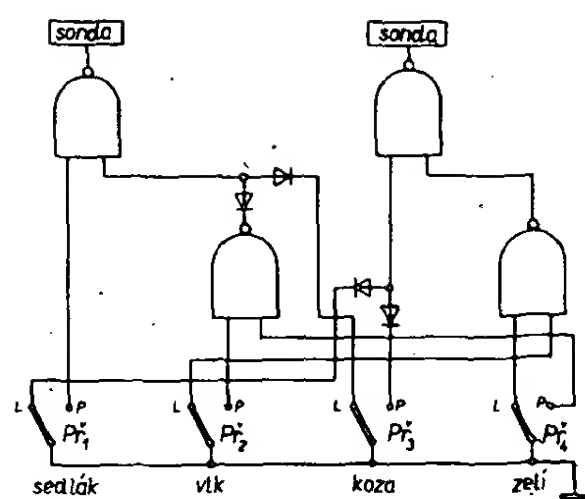 sonda sonda
L P L P L P L P
Př1 Př2 Př3 Př4
sedlák vlk koza zelí